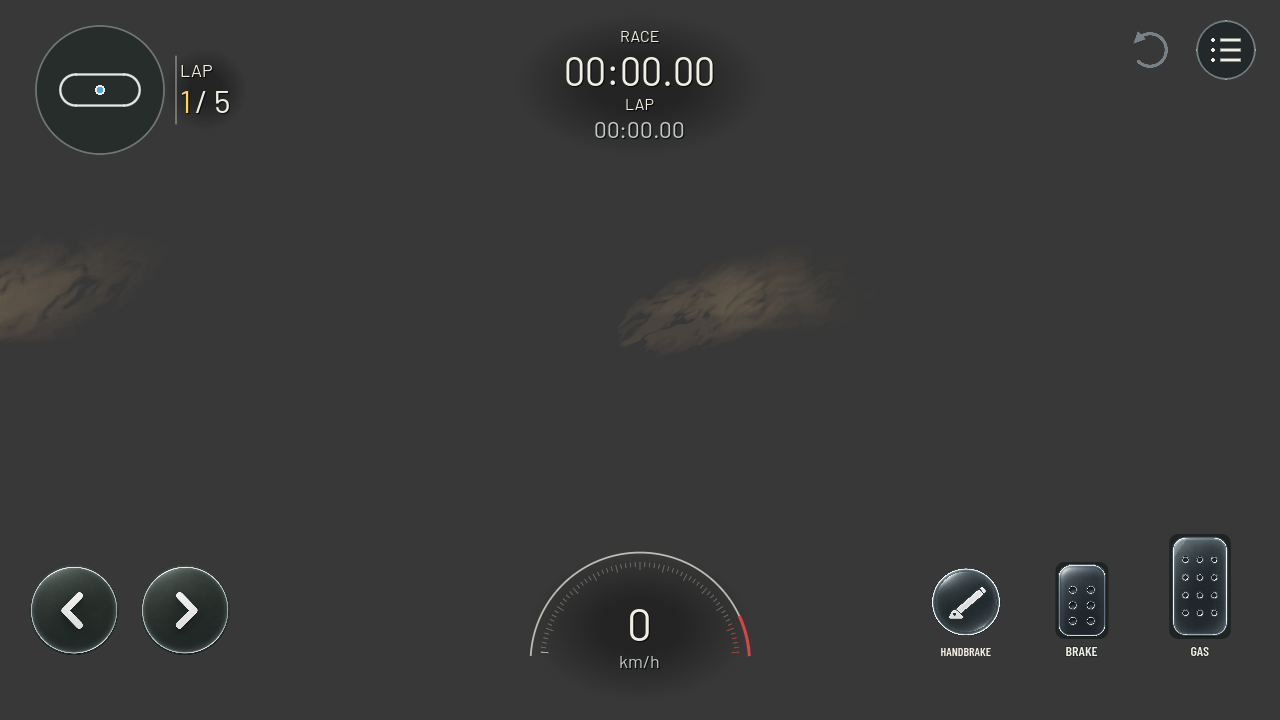 LAP
1/ 5
RACE
00:00.00
LAP
00:00.00
0
km/h
HANDBRAKE
BRAKE
GAS